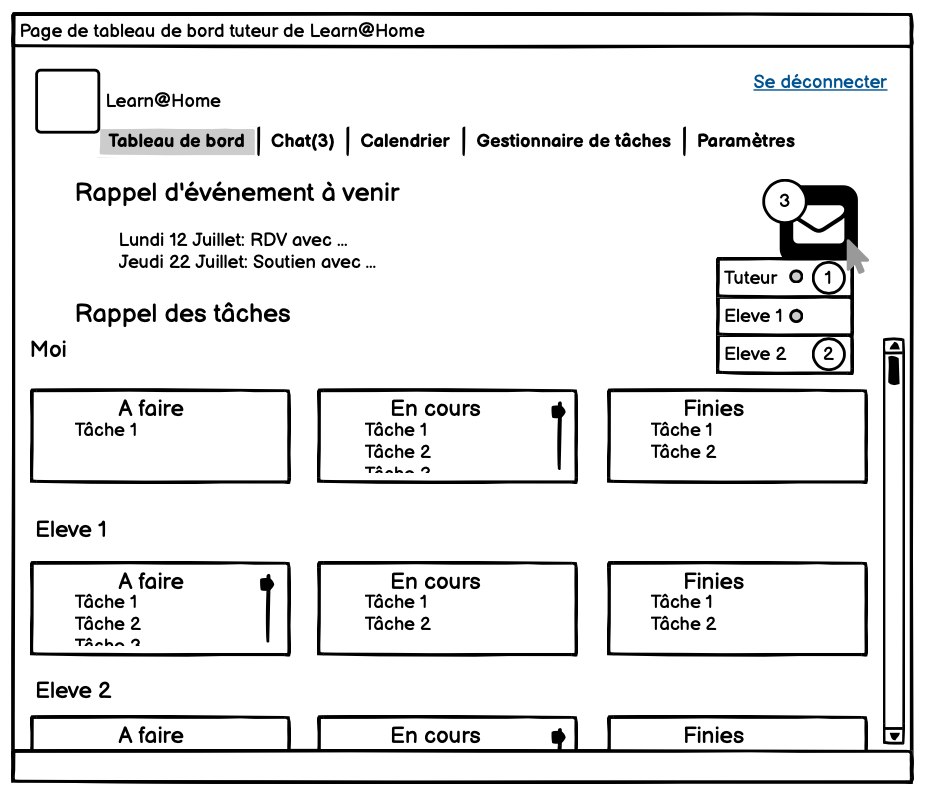 Page de tableau de bord tuteur de Learn@Home
Se déconnecter
Learn@Home
Tableau de bord Chat(3) Calendrier Gestionnaire de tâches Paramètres
Rappel d'événement à venir
3
Lundi 12 Juillet: RDV avec ...
Jeudi 22 Juillet: Soutien avec ...
Tuteur 1
Eleve 1
Eleve 2 2
Rappel des tâches
Moi
A faire
Tâche 1
En cours
Tâche 1
Tâche 2
Finies
Tâche 1
Tâche 2
Eleve 1
A faire
Tâche 1
Tâche 2
En cours
Tâche 1
Tâche 2
Finies
Tâche 1
Tâche 2
Eleve 2
A faire
En cours
Finies